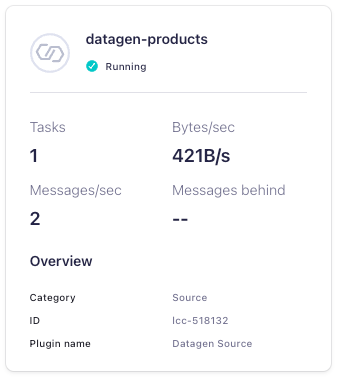 datagen-products
Running
Tasks
Bytes/sec
1
421B/s
Messages/sec
Messages behind
2
--
Overview
Category
Source
ID
lcc-518132
Plugin name
Datagen Source